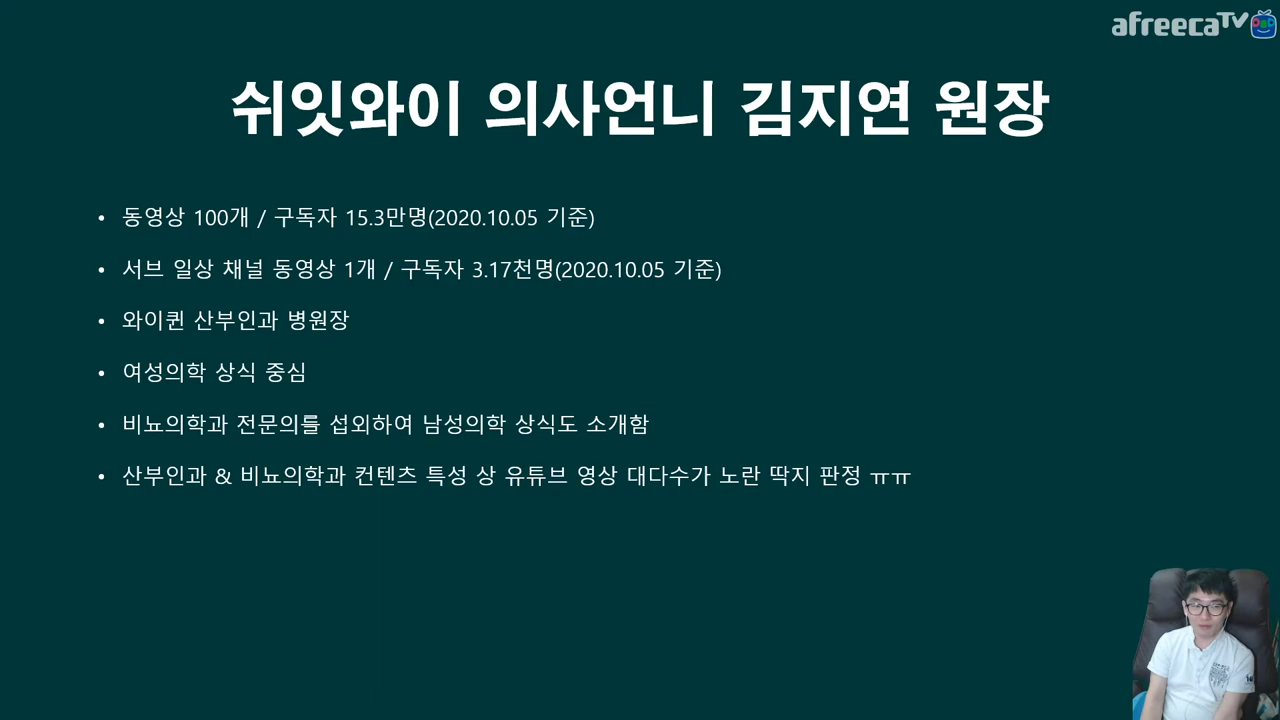 afreecaTV
쉬잇와이 의사언니 김지연 원장
• 동영상 100개 / 구독자 15.3만명(2020.10.05 기준)
• 서브 일상 채널 동영상 1개 / 구독자 3.17천명(2020.10.05 기준)
• 와이퀸 산부인과 병원장
• 여성의학 상식 중심
• 비뇨의학과 전문의를 섭외하여 남성의학 상식도 소개함
• 산부인과 & 비뇨의학과 컨텐츠 특성 상 유튜브 영상 대다수가 노란 딱지 판정 ㅠㅠ